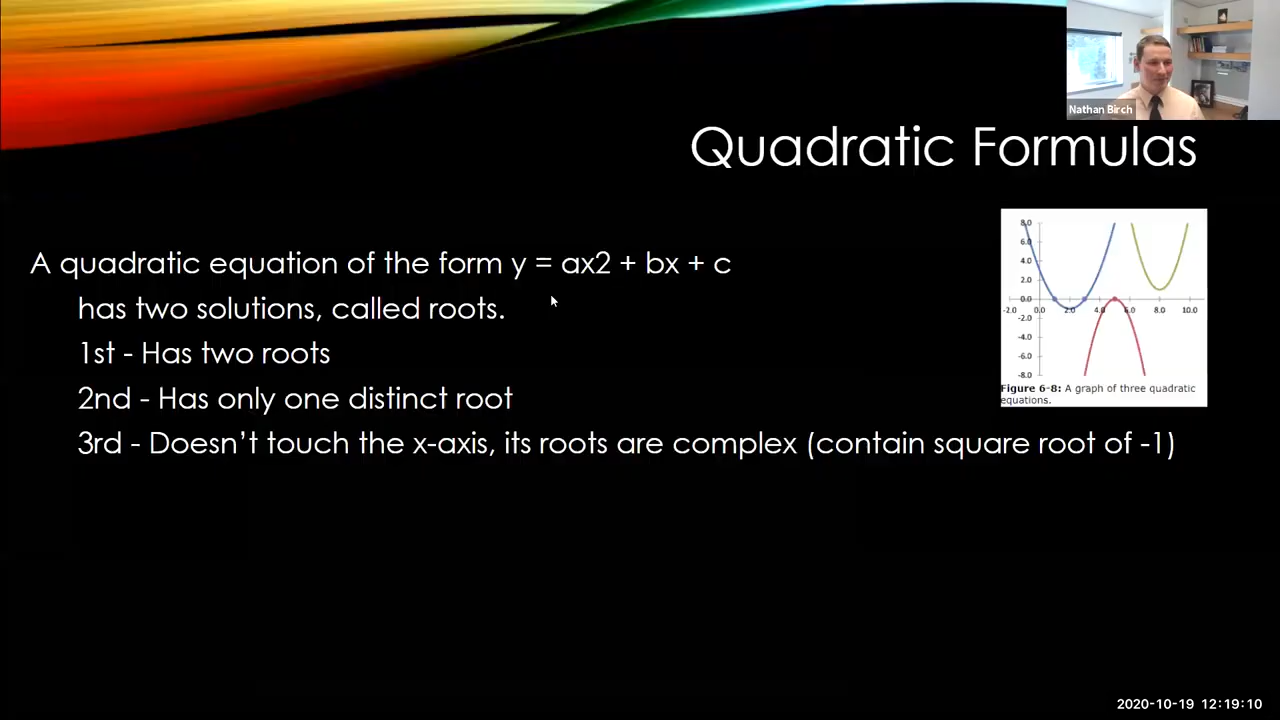 Nathan Birch
Quadratic Formulas
A quadratic equation of the form y = ax2 + bx + c
has two solutions, called roots.
1st - Has two roots
2nd - Has only one distinct root
3rd - Doesn't touch the x-axis, its roots are complex (contain square root of -1)
8.0
6.0
4.0
2.0
0.0
-2.0 0.0 2.0 4.0 6.0 8.0 10.0
-2.0
-4.0
-6.0
-8.0
Figure 6-8: A graph of three quadratic
equations.
2020-10-19 12:19:10